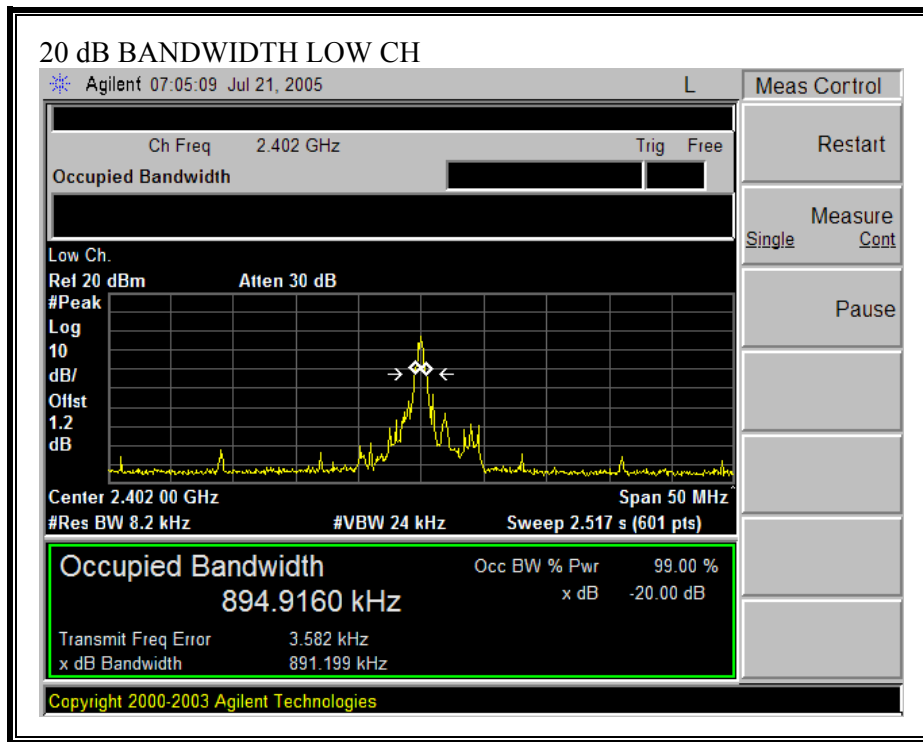 20 dB BANDWIDTH LOW CH
Agilent 07:05:09 Jul 21, 2005 L
Meas Control
Ch Freq 2.402 GHz Trig Free
Occupied Bandwidth
Restart
Measure
Single Cont
Pause
Low Ch.
Ref 20 dBm Atten 30 dB
#Peak
Log
10
dB/
Offst
1.2
dB
Center 2.402 00 GHz Span 50 MHz
#Res BW 8.2 kHz #VBW 24 kHz Sweep 2.517 s (601 pts)
Occupied Bandwidth
894.9160 kHz
Occ BW % Pwr 99.00 %
x dB -20.00 dB
Transmit Freq Error 3.582 kHz
x dB Bandwidth 891.199 kHz
Copyright 2000-2003 Agilent Technologies